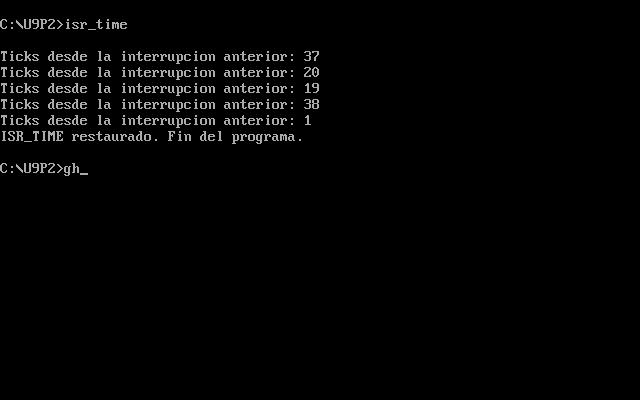 C:\U9P2>isr_time
Ticks desde la interrupcion anterior: 37
Ticks desde la interrupcion anterior: 20
Ticks desde la interrupcion anterior: 19
Ticks desde la interrupcion anterior: 38
Ticks desde la interrupcion anterior: 1
ISR_TIME restaurado. Fin del programa.
C:\U9P2>gh_